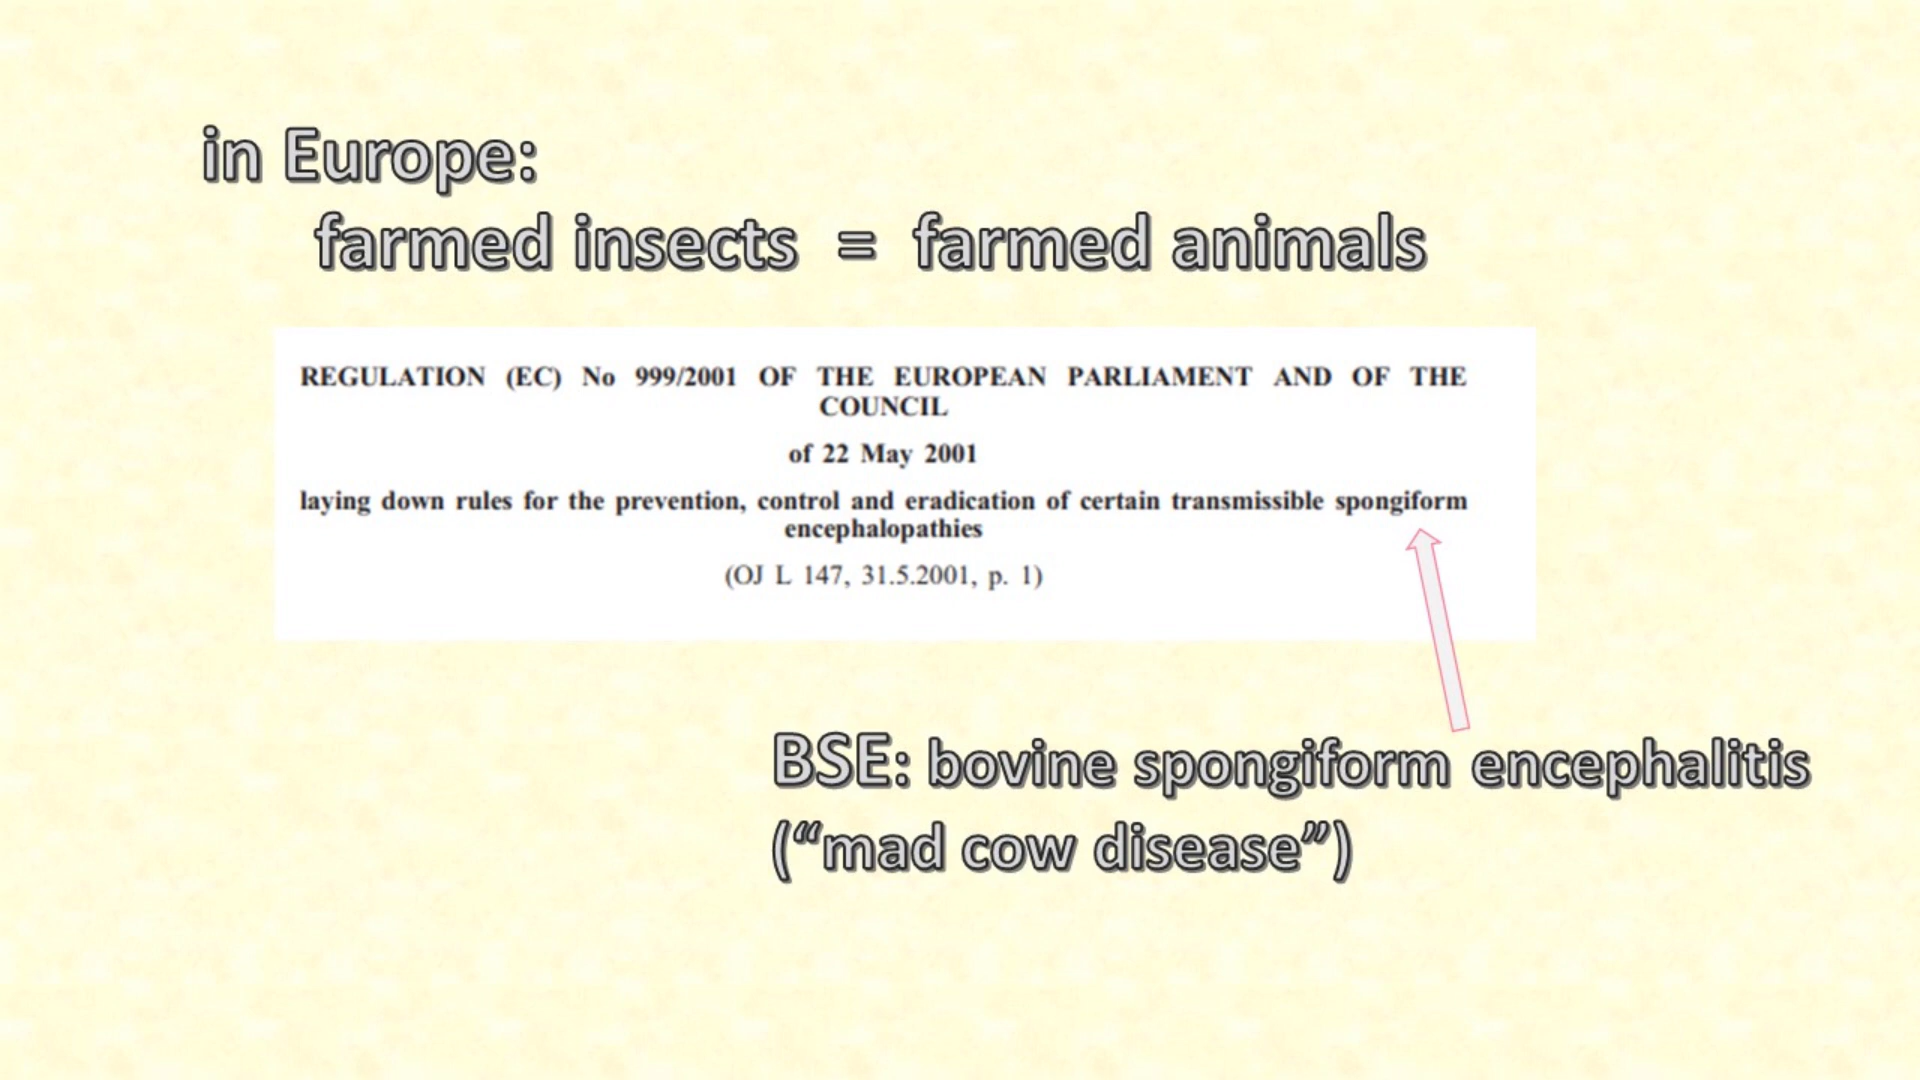 in Europe:
farmed insects = farmed animals
REGULATION (EC) No 999/2001 OF THE EUROPEAN PARLIAMENT AND OF THE
COUNCIL
of 22 May 2001
laying down rules for the prevention, control and eradication of certain transmissible spongiform
encephalopathies
(OJ L 147, 31.5.2001, p. 1)
BSE: bovine spongiform encephalitis
(“mad cow disease”)